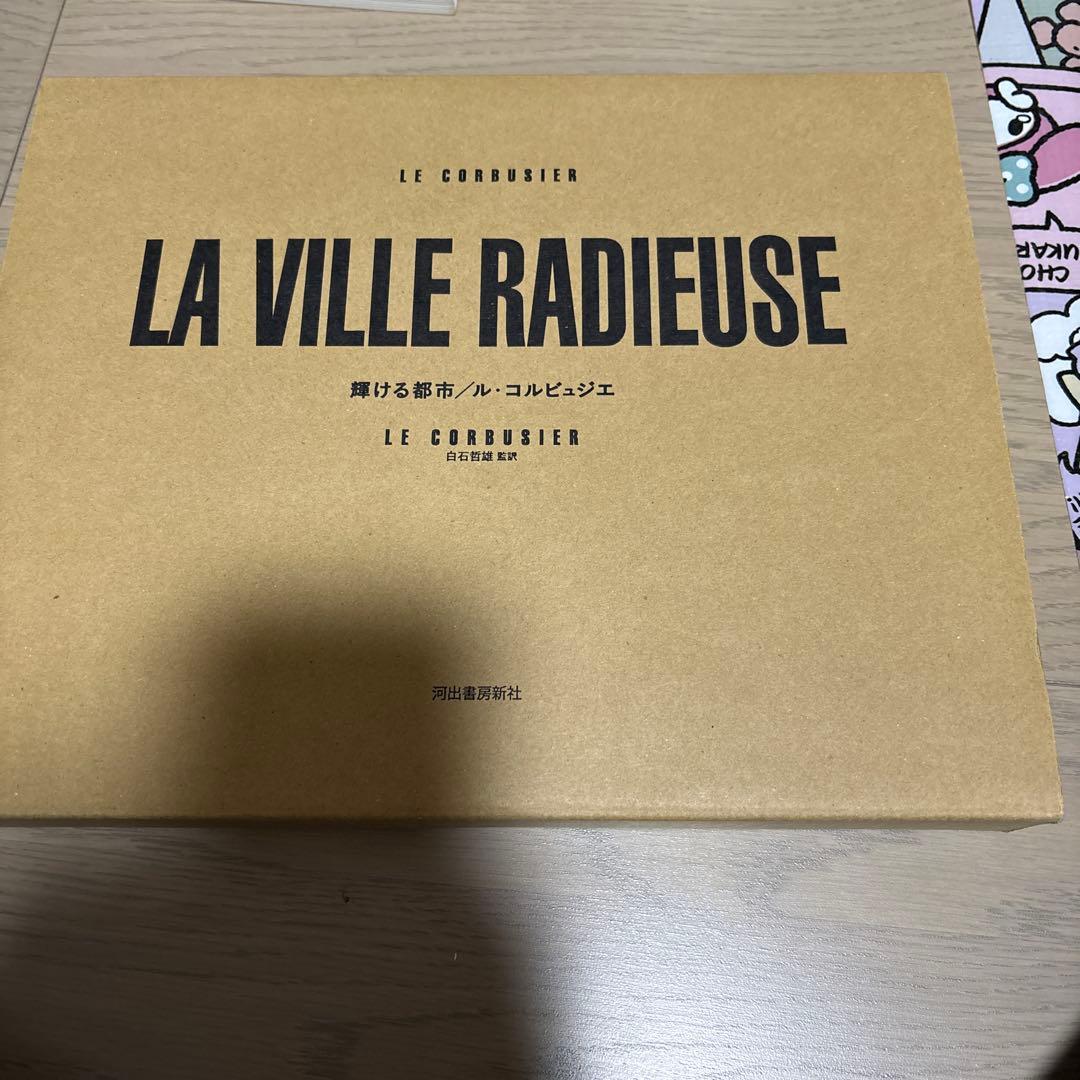 LE CORBUSIER
LA VILLE RADIEUSE
輝ける都市/ル・コルビュジエ
LE CORBUSIER
白石哲雄 監訳
河出書房新社